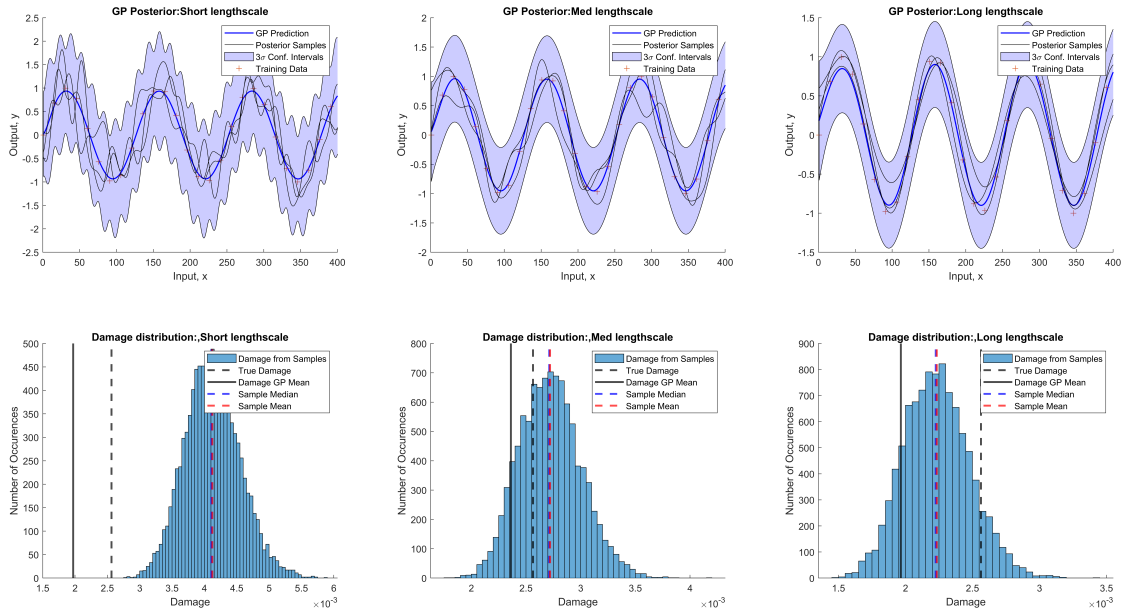 GP Posterior:Short lengthscale
2.5
2
1.5
1
0.5
0
-0.5
-1
-1.5
-2
-2.5
Output, y
0 50 100 150 200 250 300 350 400
Input, x
GP Prediction
Posterior Samples
3σ Conf. Intervals
Training Data
GP Posterior:Med lengthscale
2
1.5
1
0.5
0
-0.5
-1
-1.5
-2
Output, y
0 50 100 150 200 250 300 350 400
Input, x
GP Prediction
Posterior Samples
3σ Conf. Intervals
Training Data
GP Posterior:Long lengthscale
1.5
1
0.5
0
-0.5
-1
-1.5
Output, y
0 50 100 150 200 250 300 350 400
Input, x
GP Prediction
Posterior Samples
3σ Conf. Intervals
Training Data
Damage distribution:,Short lengthscale
500
450
400
350
300
250
200
150
100
50
0
Number of Occurences
1.5 2 2.5 3 3.5 4 4.5 5 5.5 6
Damage
×10⁻³
Damage from Samples
True Damage
Damage GP Mean
Sample Median
Sample Mean
Damage distribution:,Med lengthscale
800
700
600
500
400
300
200
100
0
Number of Occurences
2 2.5 3 3.5 4
Damage
×10⁻³
Damage from Samples
True Damage
Damage GP Mean
Sample Median
Sample Mean
Damage distribution:,Long lengthscale
900
800
700
600
500
400
300
200
100
0
Number of Occurences
1.5 2 2.5 3 3.5
Damage
×10⁻³
Damage from Samples
True Damage
Damage GP Mean
Sample Median
Sample Mean